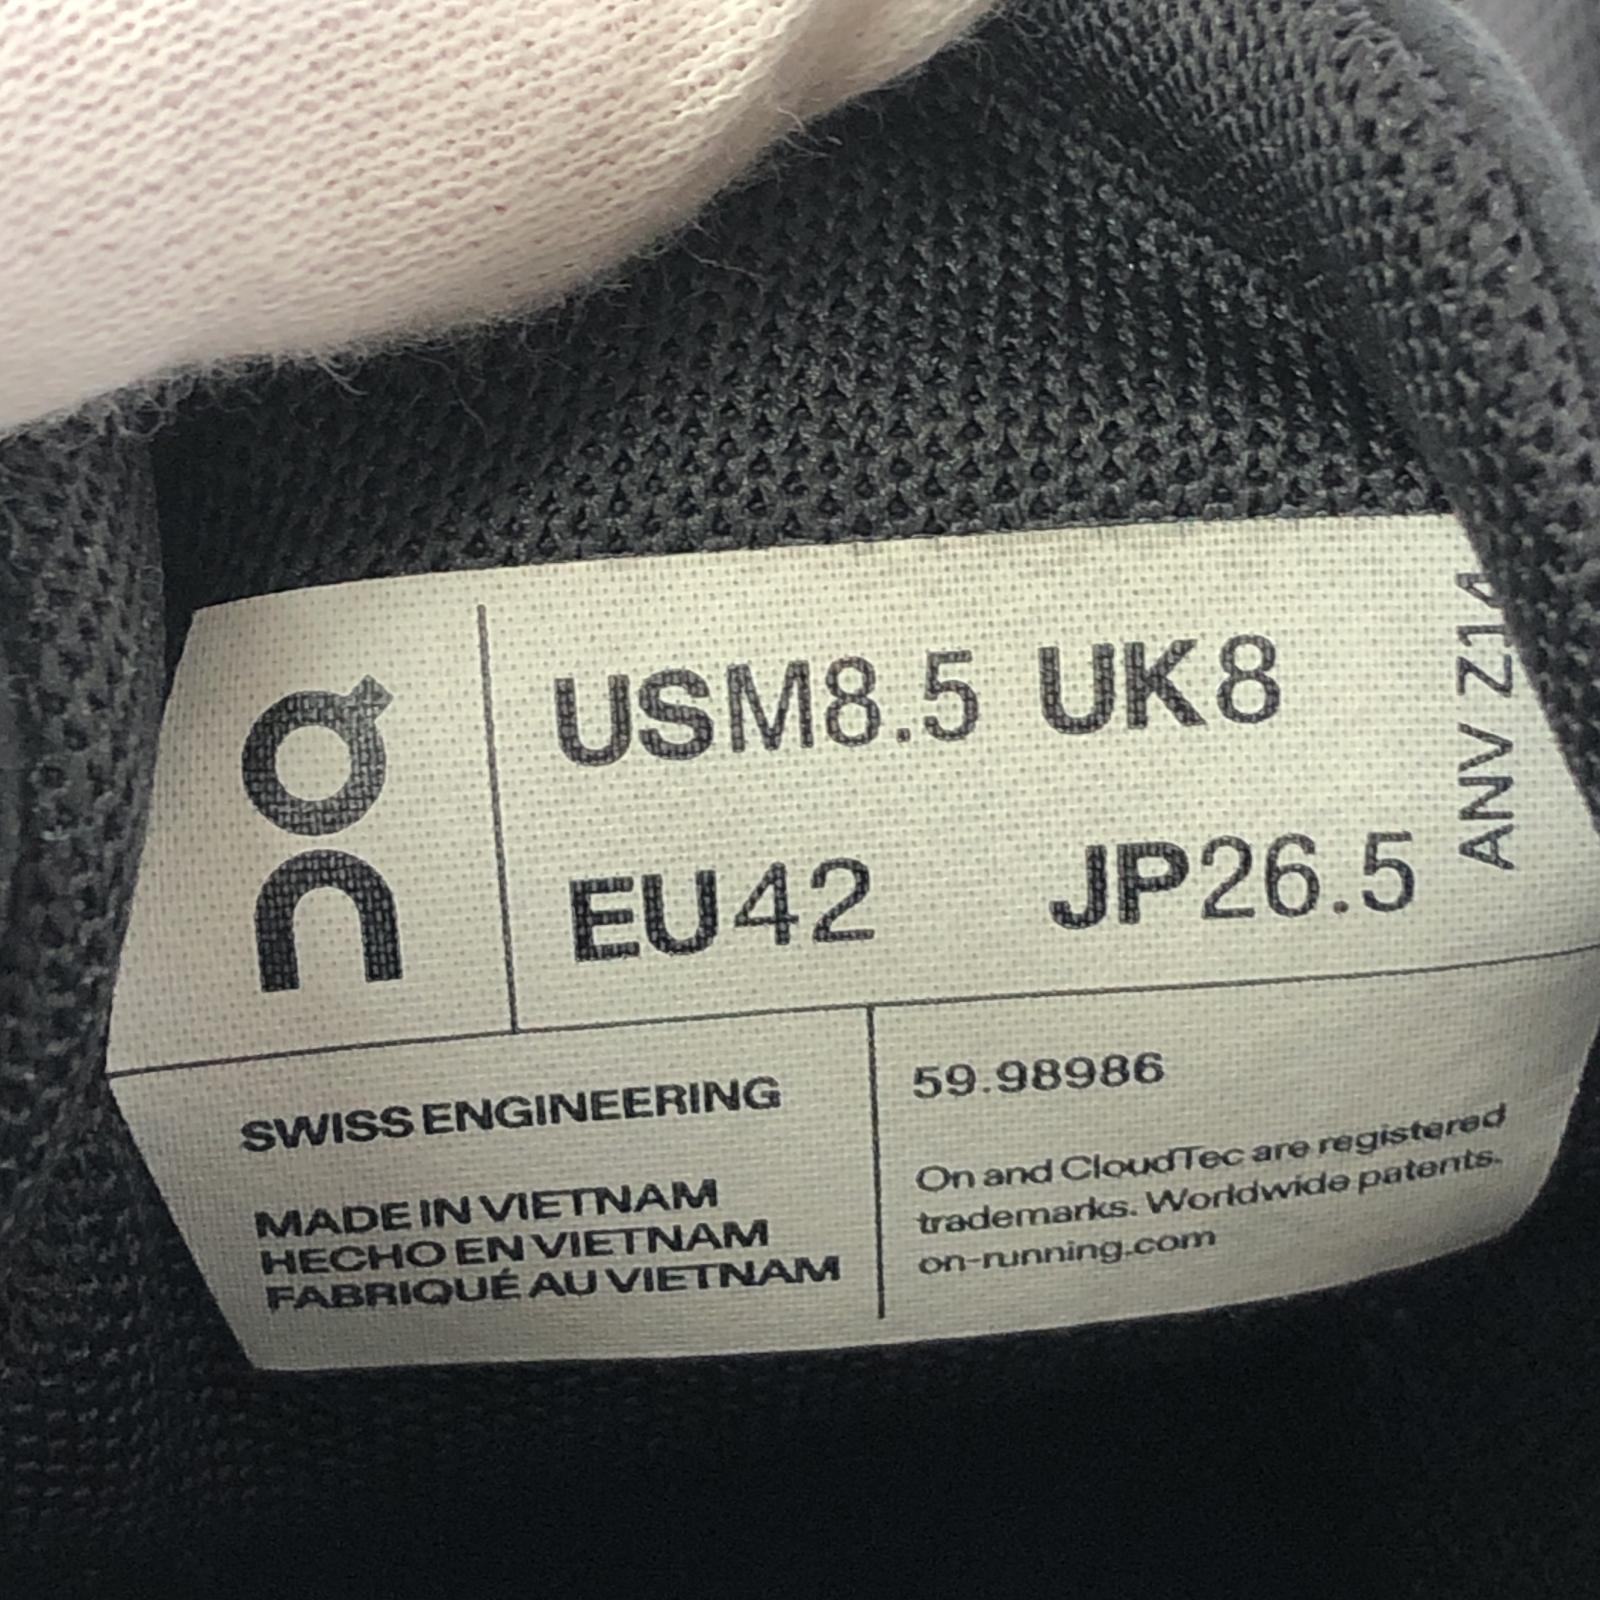 On
USM8.5 UK8
EU42 JP26.5
ANV
SWISS ENGINEERING
MADE IN VIETNAM
HECHO EN VIETNAM
FABRIQUÉ AU VIETNAM
59.98986
On and CloudTec are registered
trademarks. Worldwide patents.
on-running.com